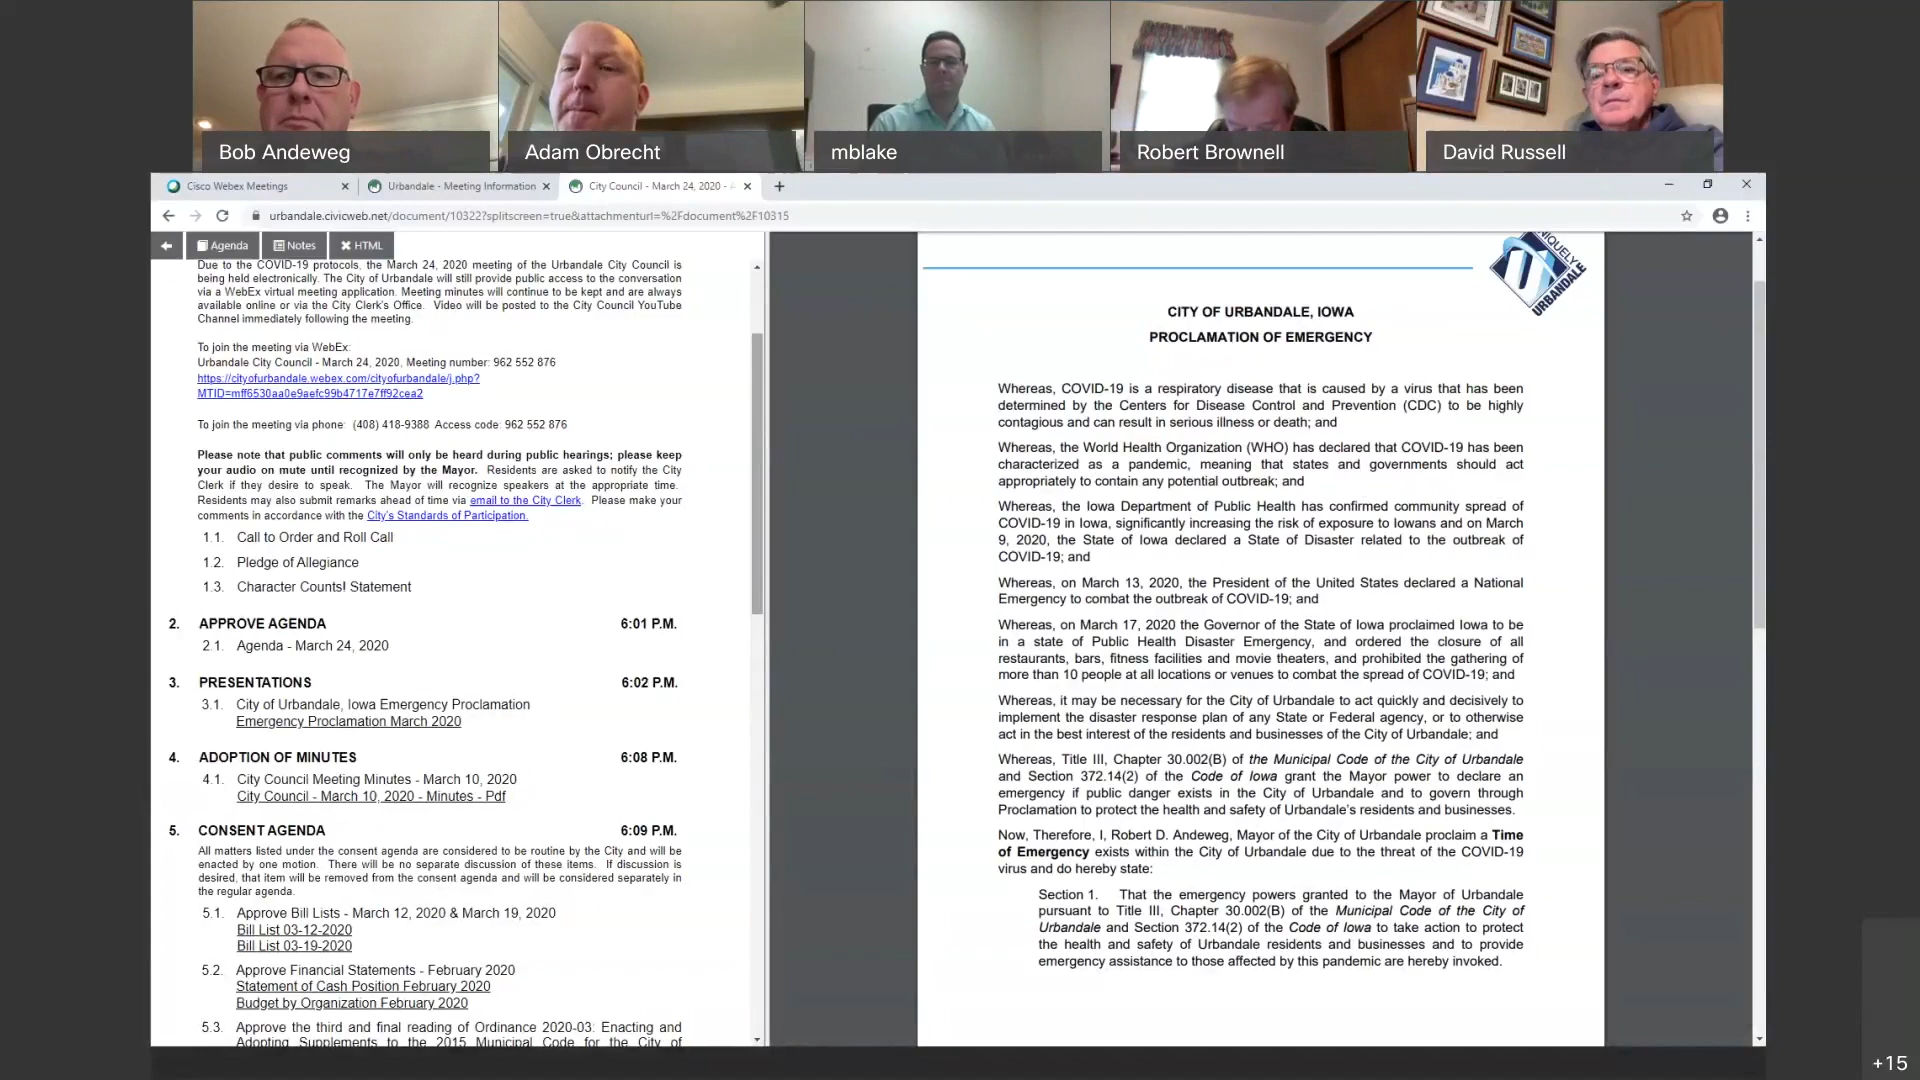 Bob Andeweg
Adam Obrecht
mblake
Robert Brownell
David Russell
Cisco Webex Meetings
Urbandale - Meeting Information
City Council - March 24, 2020 -
urbandale.civicweb.net/document/10322?splitscreen=true&attachmenturl=%2Fdocument%2F10315
Agenda
Notes
HTML
Due to the COVID-19 protocols, the March 24, 2020 meeting of the Urbandale City Council is
being held electronically. The City of Urbandale will still provide public access to the conversation
via a WebEx virtual meeting application. Meeting minutes will continue to be kept and are always
available online or via the City Clerk's Office. Video will be posted to the City Council YouTube
Channel immediately following the meeting.
To join the meeting via WebEx:
Urbandale City Council - March 24, 2020, Meeting number: 962 552 876
https://cityofurbandale.webex.com/cityofurbandale/j.php?
MTID=mff6530aa0e9aefc99b4717e7ff92cea2
To join the meeting via phone: (408) 418-9388 Access code: 962 552 876
Please note that public comments will only be heard during public hearings; please keep
your audio on mute until recognized by the Mayor. Residents are asked to notify the City
Clerk if they desire to speak. The Mayor will recognize speakers at the appropriate time.
Residents may also submit remarks ahead of time via email to the City Clerk. Please make your
comments in accordance with the City's Standards of Participation.
1.1. Call to Order and Roll Call
1.2. Pledge of Allegiance
1.3. Character Counts! Statement
2. APPROVE AGENDA 6:01 P.M.
2.1. Agenda - March 24, 2020
3. PRESENTATIONS 6:02 P.M.
3.1. City of Urbandale, Iowa Emergency Proclamation
Emergency Proclamation March 2020
4. ADOPTION OF MINUTES 6:08 P.M.
4.1. City Council Meeting Minutes - March 10, 2020
City Council - March 10, 2020 - Minutes - Pdf
5. CONSENT AGENDA 6:09 P.M.
All matters listed under the consent agenda are considered to be routine by the City and will be
enacted by one motion. There will be no separate discussion of these items. If discussion is
desired, that item will be removed from the consent agenda and will be considered separately in
the regular agenda.
5.1. Approve Bill Lists - March 12, 2020 & March 19, 2020
Bill List 03-12-2020
Bill List 03-19-2020
5.2. Approve Financial Statements - February 2020
Statement of Cash Position February 2020
Budget by Organization February 2020
5.3. Approve the third and final reading of Ordinance 2020-03: Enacting and
Adopting Supplements to the 2015 Municipal Code for the City of
UNIQUELY
URBANDALE
CITY OF URBANDALE, IOWA
PROCLAMATION OF EMERGENCY
Whereas, COVID-19 is a respiratory disease that is caused by a virus that has been
determined by the Centers for Disease Control and Prevention (CDC) to be highly
contagious and can result in serious illness or death; and
Whereas, the World Health Organization (WHO) has declared that COVID-19 has been
characterized as a pandemic, meaning that states and governments should act
appropriately to contain any potential outbreak; and
Whereas, the Iowa Department of Public Health has confirmed community spread of
COVID-19 in Iowa, significantly increasing the risk of exposure to Iowans and on March
9, 2020, the State of Iowa declared a State of Disaster related to the outbreak of
COVID-19; and
Whereas, on March 13, 2020, the President of the United States declared a National
Emergency to combat the outbreak of COVID-19; and
Whereas, on March 17, 2020 the Governor of the State of Iowa proclaimed Iowa to be
in a state of Public Health Disaster Emergency, and ordered the closure of all
restaurants, bars, fitness facilities and movie theaters, and prohibited the gathering of
more than 10 people at all locations or venues to combat the spread of COVID-19; and
Whereas, it may be necessary for the City of Urbandale to act quickly and decisively to
implement the disaster response plan of any State or Federal agency, or to otherwise
act in the best interest of the residents and businesses of the City of Urbandale; and
Whereas, Title III, Chapter 30.002(B) of the Municipal Code of the City of Urbandale
and Section 372.14(2) of the Code of Iowa grant the Mayor power to declare an
emergency if public danger exists in the City of Urbandale and to govern through
Proclamation to protect the health and safety of Urbandale's residents and businesses.
Now, Therefore, I, Robert D. Andeweg, Mayor of the City of Urbandale proclaim a Time
of Emergency exists within the City of Urbandale due to the threat of the COVID-19
virus and do hereby state:
Section 1. That the emergency powers granted to the Mayor of Urbandale
pursuant to Title III, Chapter 30.002(B) of the Municipal Code of the City of
Urbandale and Section 372.14(2) of the Code of Iowa to take action to protect
the health and safety of Urbandale residents and businesses and to provide
emergency assistance to those affected by this pandemic are hereby invoked.
+15